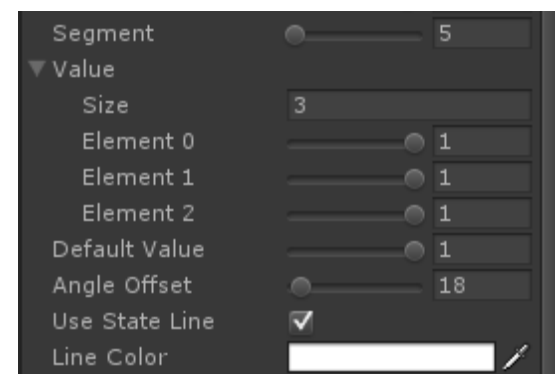 Segment 5
Value
Size 3
Element 0 1
Element 1 1
Element 2 1
Default Value 1
Angle Offset 18
Use State Line
Line Color